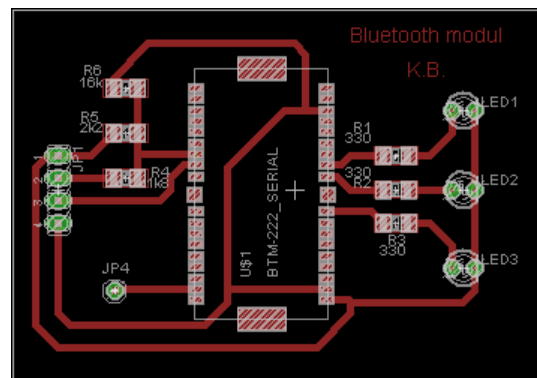 Bluetooth modul
K.B.
R6
16k
R5
2k2
JP1
1
2
3
4
R4
1k8
JP4
U$1
BTM-222_SERIAL
R1
330
330
R2
R3
330
LED1
LED2
LED3